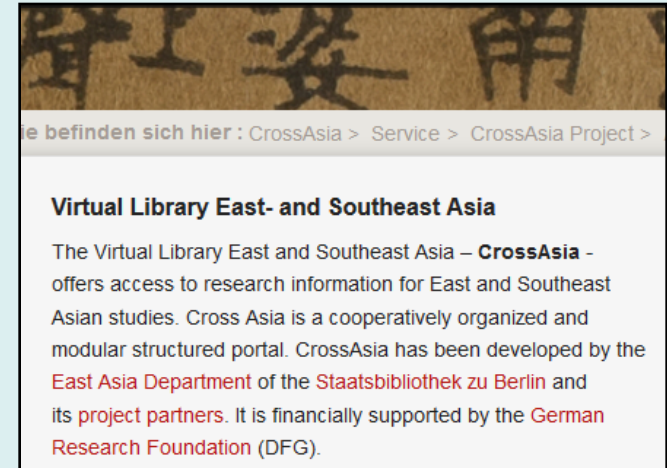 ie befinden sich hier : CrossAsia > Service > CrossAsia Project >
Virtual Library East- and Southeast Asia
The Virtual Library East and Southeast Asia – CrossAsia -
offers access to research information for East and Southeast
Asian studies. Cross Asia is a cooperatively organized and
modular structured portal. CrossAsia has been developed by the
East Asia Department of the Staatsbibliothek zu Berlin and
its project partners. It is financially supported by the German
Research Foundation (DFG).